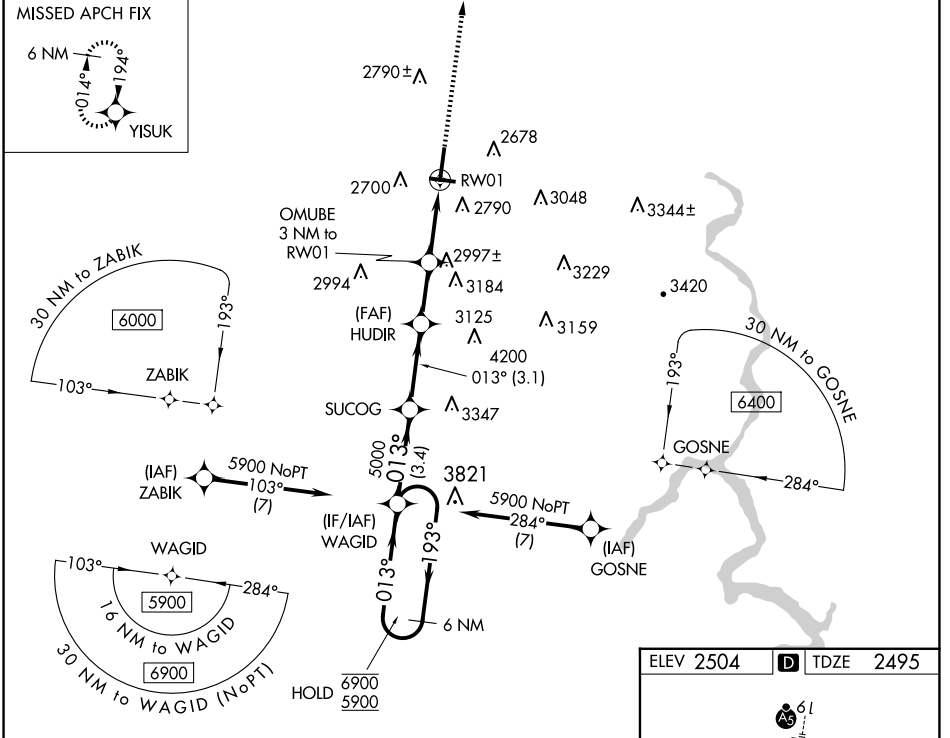 MISSED APCH FIX
6 NM
014°
194°
YISUK
2790±
2678
2700
RW01
2790
3048
3344±
OMUBE
3 NM to
RW01
2997±
2994
3184
3229
3420
(FAF)
HUDIR
3125
3159
4200
013° (3.1)
SUCOG
3347
30 NM to ZABIK
6000
193°
103°
ZABIK
30 NM to GOSNE
193°
6400
GOSNE
284°
(IAF)
ZABIK
5900 NoPT
103°
(7)
5000
013°
(3.4)
3821
(IF/IAF)
WAGID
5900 NoPT
284°
(7)
(IAF)
GOSNE
WAGID
103°
284°
5900
16 NM to WAGID
6900
30 NM to WAGID (NoPT)
013°
193°
6 NM
HOLD 6900
5900
ELEV 2504 D TDZE 2495
A5
19L